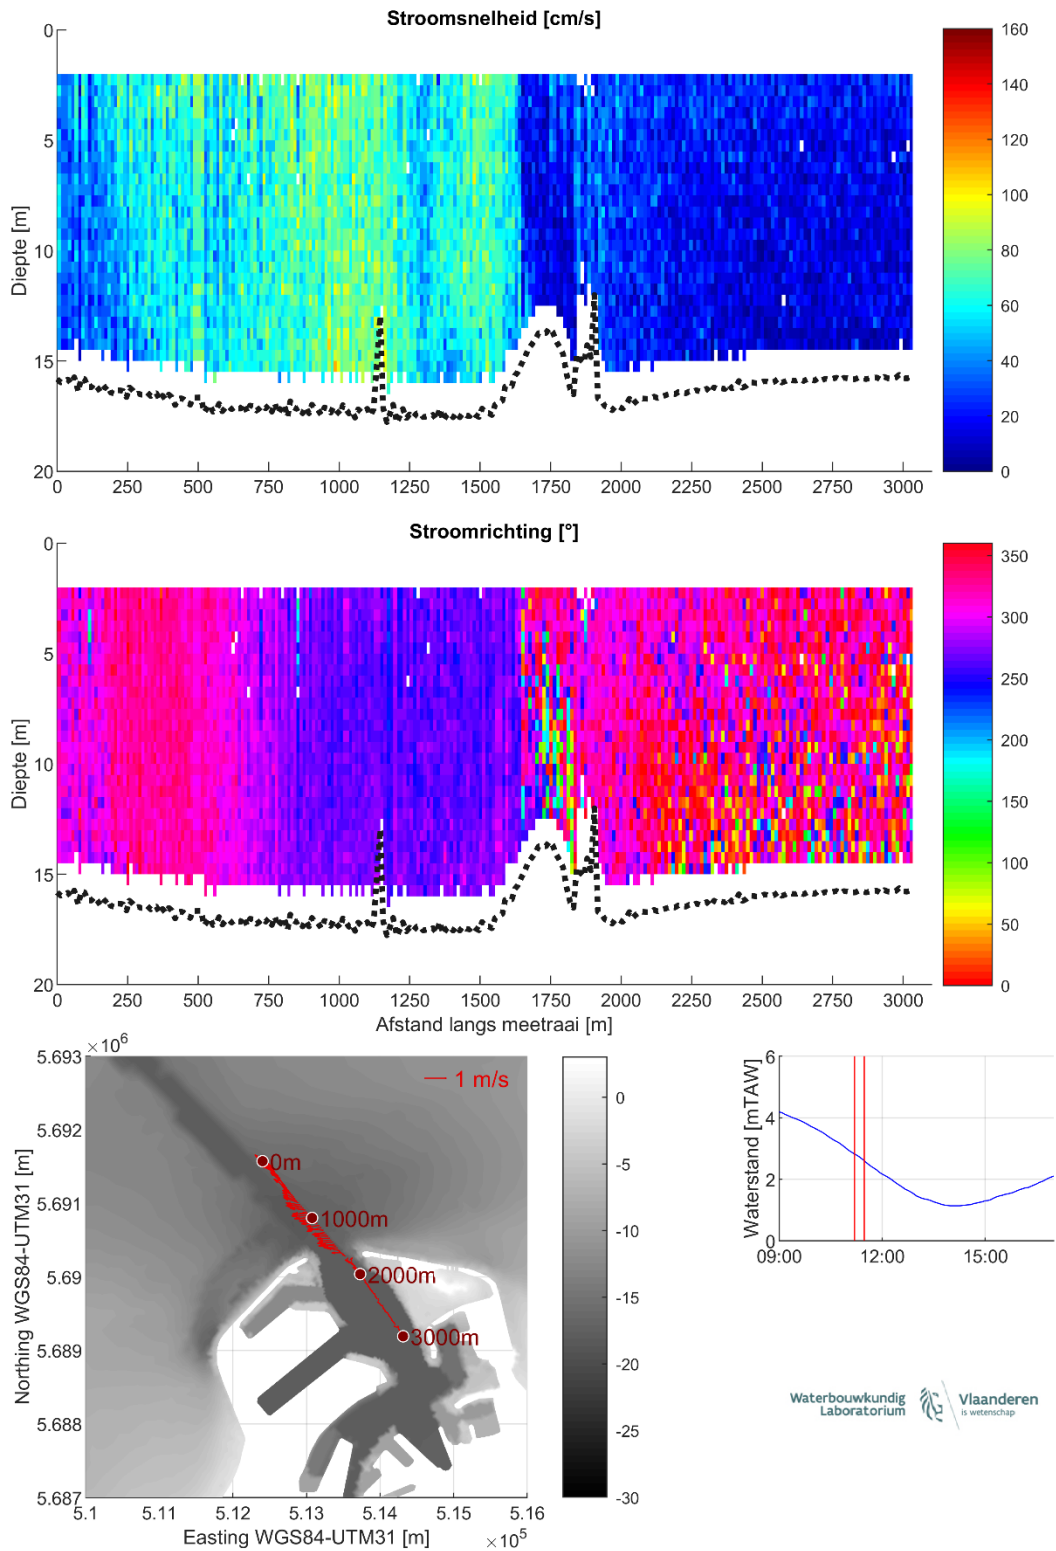 Stroomsnelheid [cm/s]
0
5
10
15
20
Diepte [m]
0 250 500 750 1000 1250 1500 1750 2000 2250 2500 2750 3000
160
140
120
100
80
60
40
20
0
Stroomrichting [°]
0
5
10
15
20
Diepte [m]
0 250 500 750 1000 1250 1500 1750 2000 2250 2500 2750 3000
Afstand langs meetraai [m]
350
300
250
200
150
100
50
0
×10⁶
5.693
5.692
5.691
5.69
5.689
5.688
5.687
Northing WGS84-UTM31 [m]
1 m/s
0m
1000m
2000m
3000m
5.1 5.11 5.12 5.13 5.14 5.15 5.16
Easting WGS84-UTM31 [m]
×10⁵
0
-5
-10
-15
-20
-25
-30
Waterstand [mTAW]
6
4
2
0
09:00 12:00 15:00
Waterbouwkundig
Laboratorium
Vlaanderen
is wetenschap